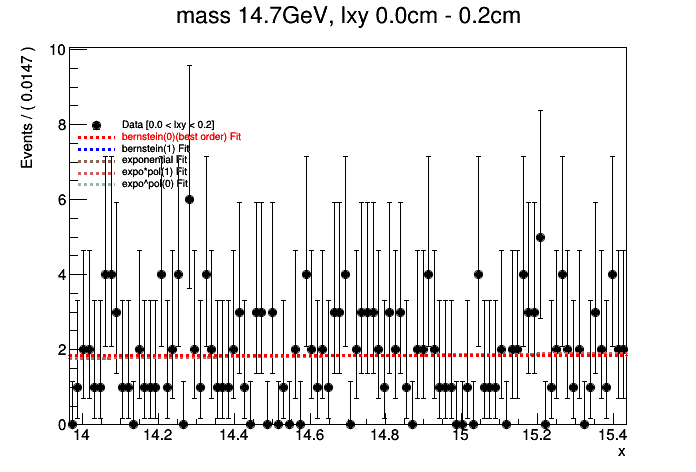 mass 14.7GeV, lxy 0.0cm - 0.2cm
Events / ( 0.0147 )
10
8
6
4
2
0
Data [0.0 < lxy < 0.2]
bernstein(0)(best order) Fit
bernstein(1) Fit
exponential Fit
expo*pol(1) Fit
expo^pol(0) Fit
14 14.2 14.4 14.6 14.8 15 15.2 15.4
x